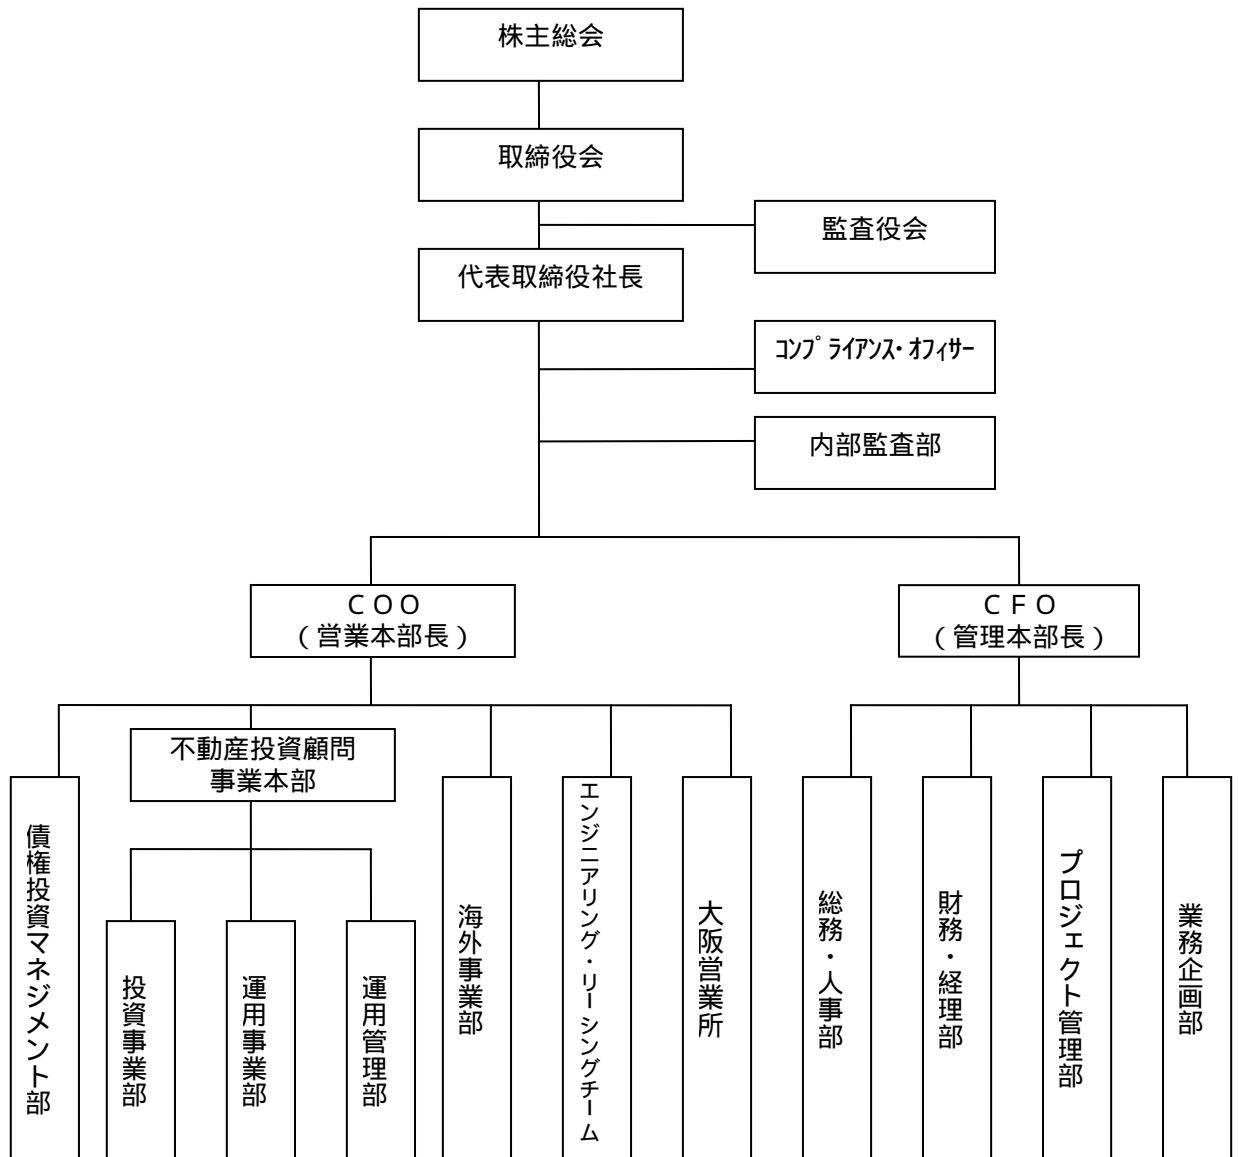 株主総会
取締役会
監査役会
代表取締役社長
ｺﾝﾌﾟﾗｲｱﾝｽ・ｵﾌｨｻｰ
内部監査部
ＣＯＯ
（営業本部長）
ＣＦＯ
（管理本部長）
不動産投資顧問
事業本部
債権投資マネジメント部
投資事業部
運用事業部
運用管理部
海外事業部
エンジニアリング・リーシングチーム
大阪営業所
総務・人事部
財務・経理部
プロジェクト管理部
業務企画部